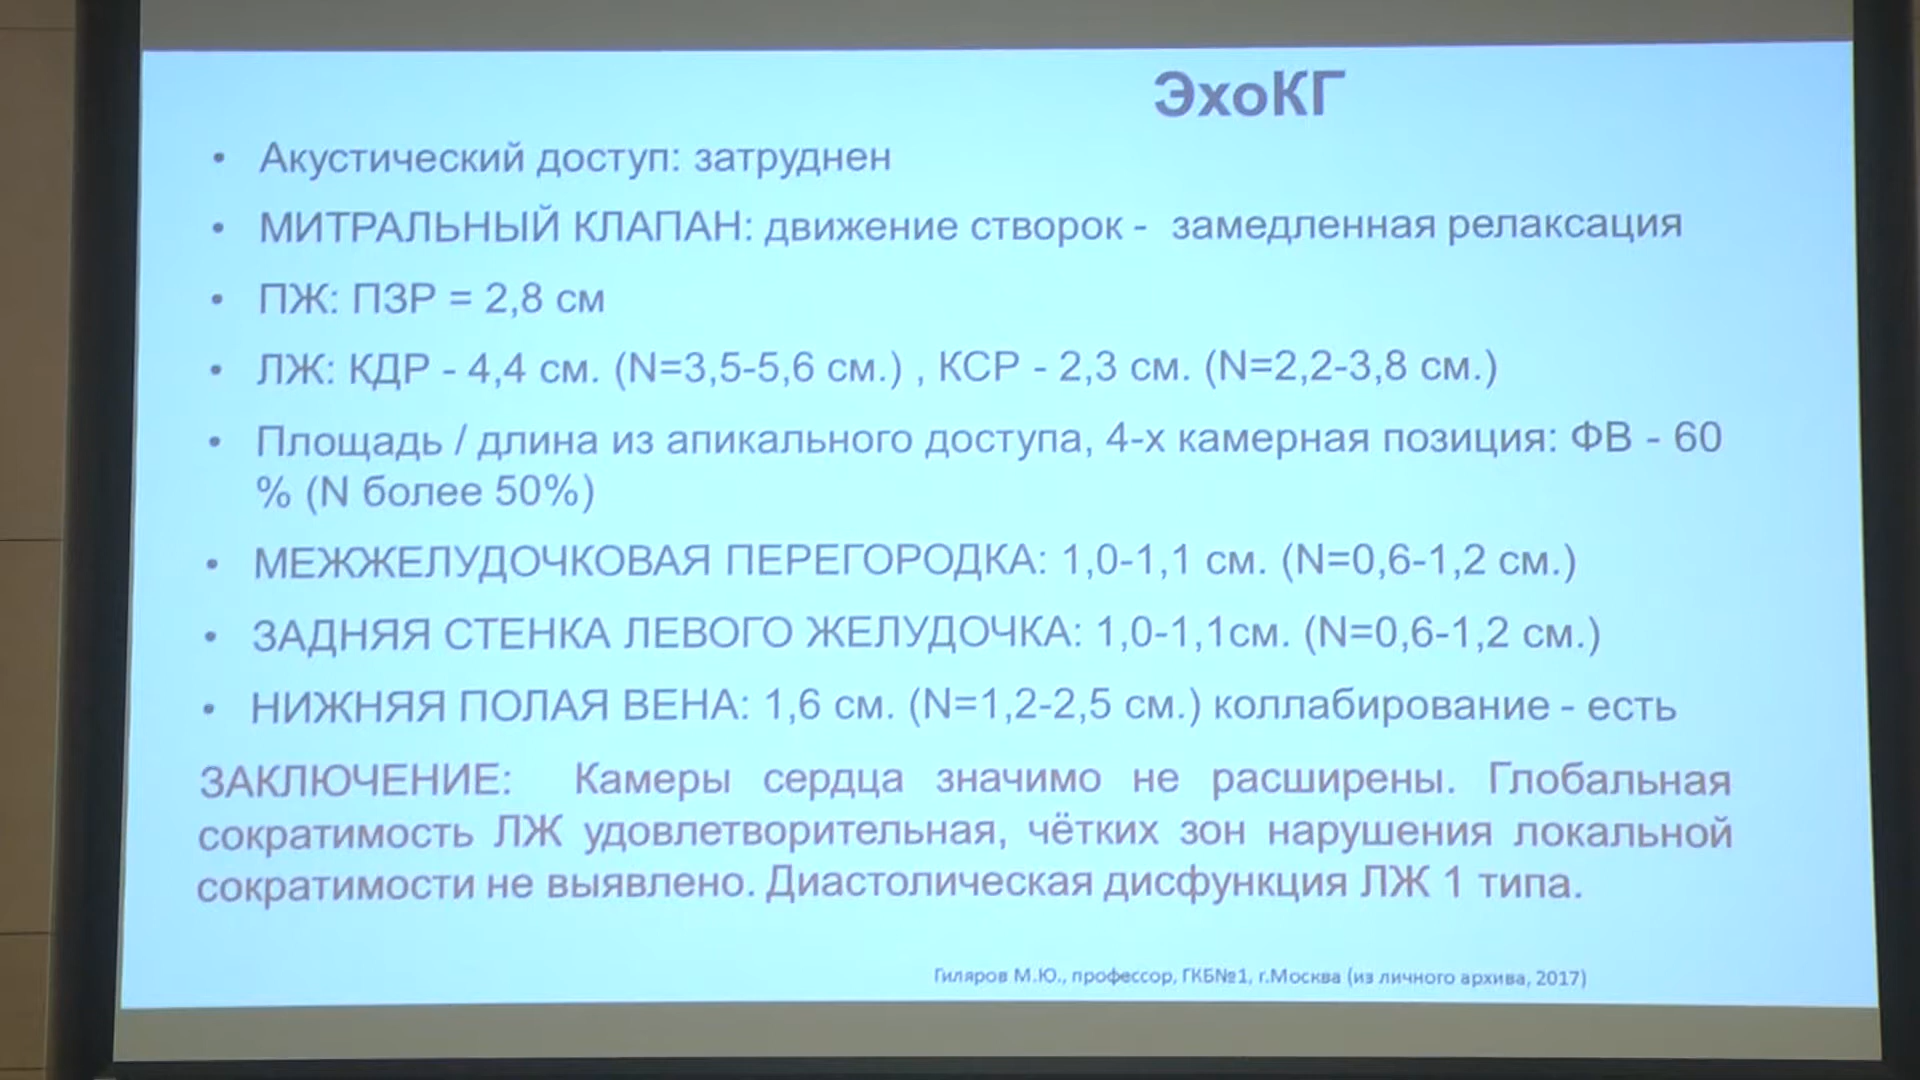 ЭхоКГ
• Акустический доступ: затруднен
• МИТРАЛЬНЫЙ КЛАПАН: движение створок - замедленная релаксация
• ПЖ: ПЗР = 2,8 см
• ЛЖ: КДР - 4,4 см. (N=3,5-5,6 см.) , КСР - 2,3 см. (N=2,2-3,8 см.)
• Площадь / длина из апикального доступа, 4-х камерная позиция: ФВ - 60
% (N более 50%)
• МЕЖЖЕЛУДОЧКОВАЯ ПЕРЕГОРОДКА: 1,0-1,1 см. (N=0,6-1,2 см.)
• ЗАДНЯЯ СТЕНКА ЛЕВОГО ЖЕЛУДОЧКА: 1,0-1,1см. (N=0,6-1,2 см.)
• НИЖНЯЯ ПОЛАЯ ВЕНА: 1,6 см. (N=1,2-2,5 см.) коллабирование - есть
ЗАКЛЮЧЕНИЕ: Камеры сердца значимо не расширены. Глобальная
сократимость ЛЖ удовлетворительная, чётких зон нарушения локальной
сократимости не выявлено. Диастолическая дисфункция ЛЖ 1 типа.
Гиляров М.Ю., профессор, ГКБ№1, г.Москва (из личного архива, 2017)